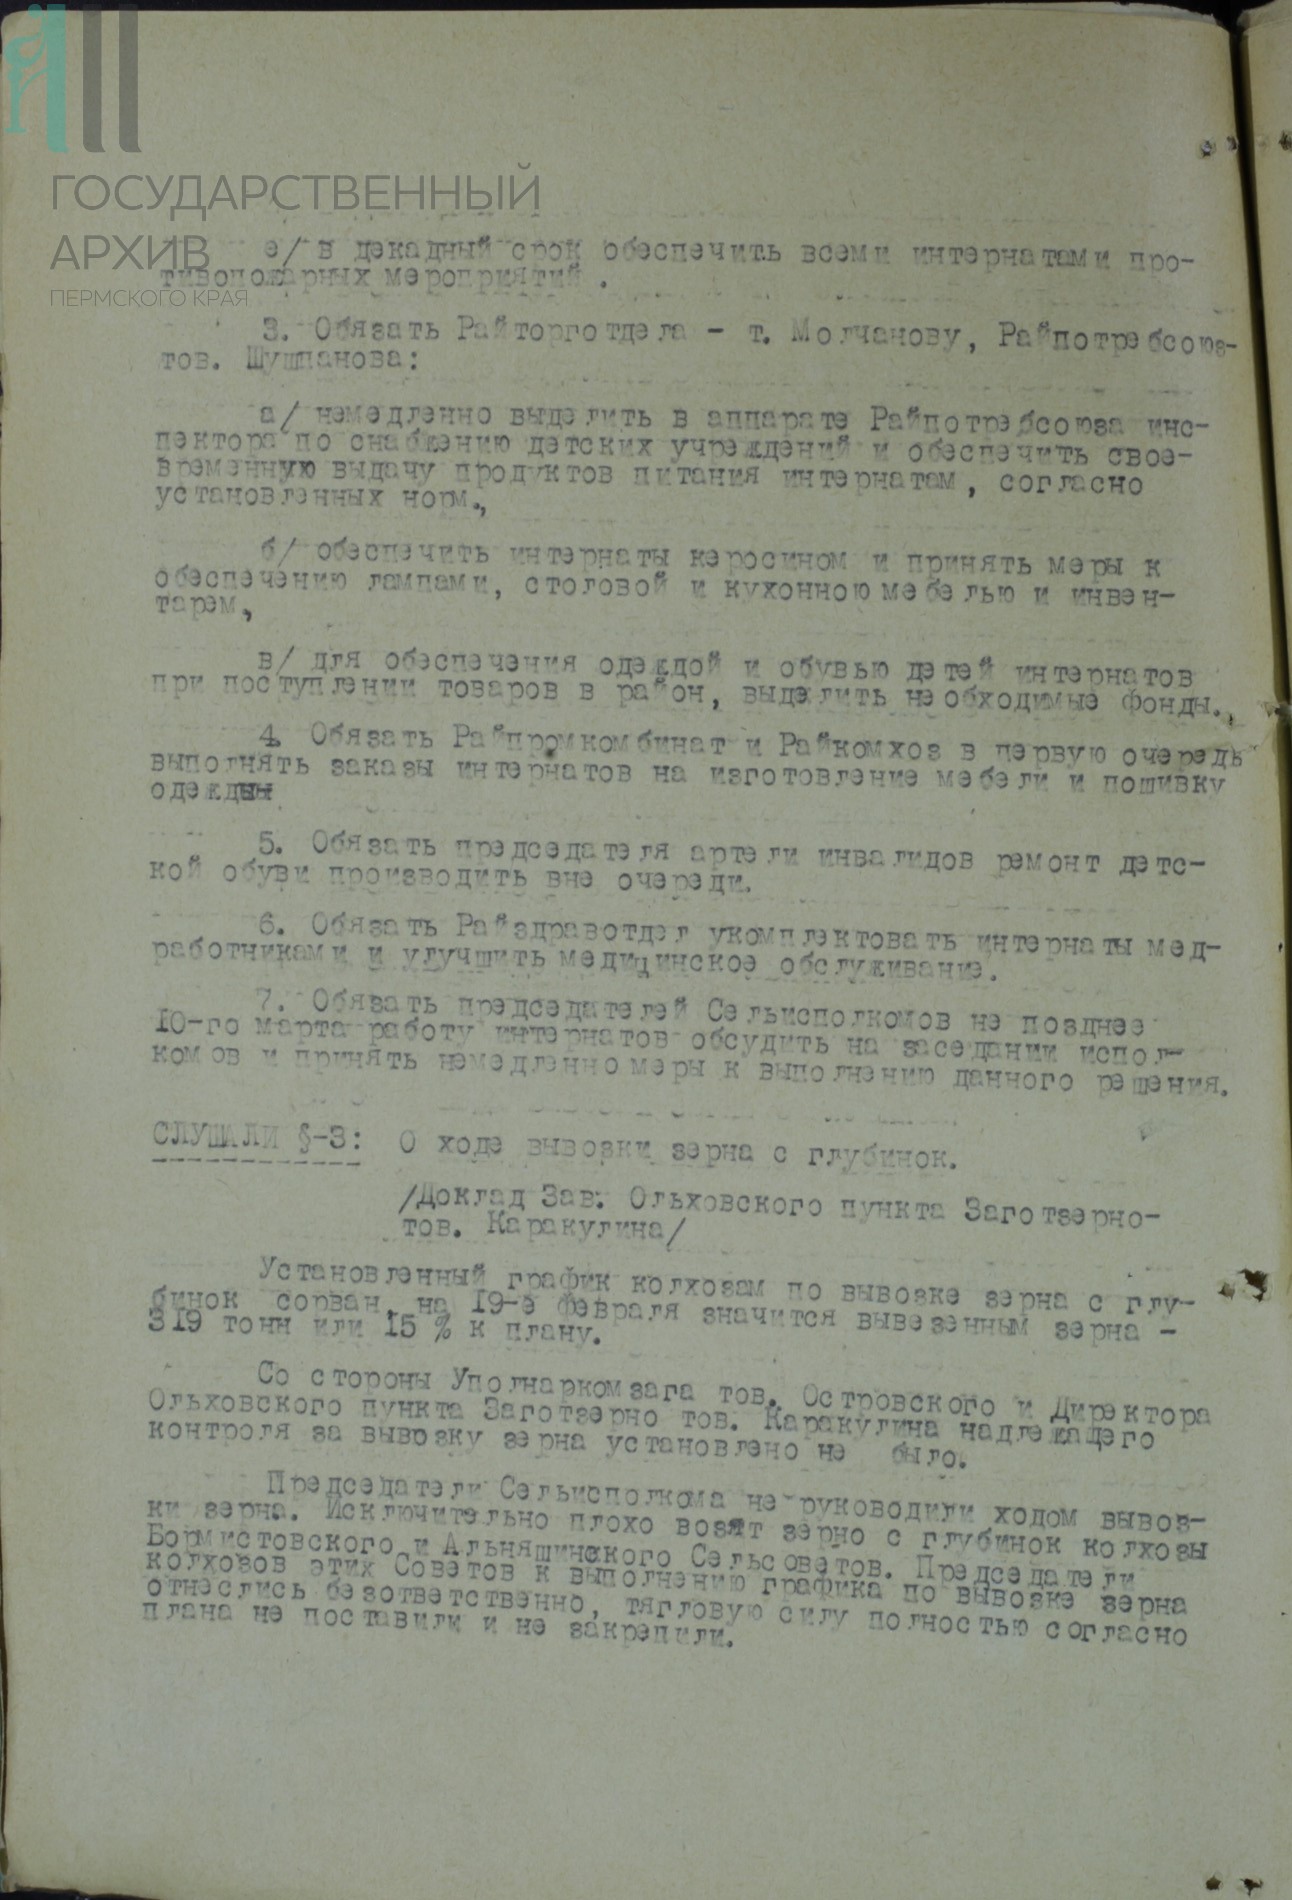 ГОСУДАРСТВЕННЫЙ
АРХИВ
ПЕРМСКОГО КРАЯ
е/ в декадный срок обеспечить всеми интернатами про-
тивопожарных мероприятий .
3. Обязать Райторготдела - т. Молчанову, Райпотребсоюз-
тов. Шушпанова:
а/ немедленно выделить в аппарате Райпотребсоюза инс-
пектора по снабжению детских учреждений и обеспечить свое-
временную выдачу продуктов питания интернатам, согласно
установленных норм.,
б/ обеспечить интернаты керосином и принять меры к
обеспечению лампами, столовой и кухонною мебелью и инвен-
тарем,
в/ для обеспечения одеждой и обувью детей интернатов
при поступлении товаров в район, выделить необходимые фонды.,
4. Обязать Райпромкомбинат и Райкомхоз в первую очередь
выполнять заказы интернатов на изготовление мебели и пошивку
одежды
5. Обязать председателя артели инвалидов ремонт детс-
кой обуви производить вне очереди.
6. Обязать Райздравотдел укомплектовать интернаты мед-
работниками и улучшить медицинское обслуживание.
7. Обязать председателей Сельисполкомов не позднее
10-го марта работу интернатов обсудить на заседании испол-
комов и принять немедленно меры к выполнению данного решения.
СЛУШАЛИ §-3: О ходе вывозки зерна с глубинок.
/Доклад Зав. Ольховского пункта Заготзерно-
тов. Каракулина/
Установленный график колхозам по вывозке зерна с глу-
бинок сорван, на 19-е февраля значится вывезенным зерна -
319 тонн или 15 % к плану.
Со стороны Уполнаркомзага тов. Островского и Директора
Ольховского пункта Заготзерно тов. Каракулина надлежащего
контроля за вывозку зерна установлено не было.
Председатели Сельисполкома не руководили ходом вывоз-
ки зерна. Исключительно плохо возят зерно с глубинок колхозы
Бормистовского и Альняшинского Сельсоветов. Председатели
колхозов этих Советов к выполнению графика по вывозке зерна
отнеслись безответственно, тягловую силу полностью согласно
плана не поставили и не закрепили.